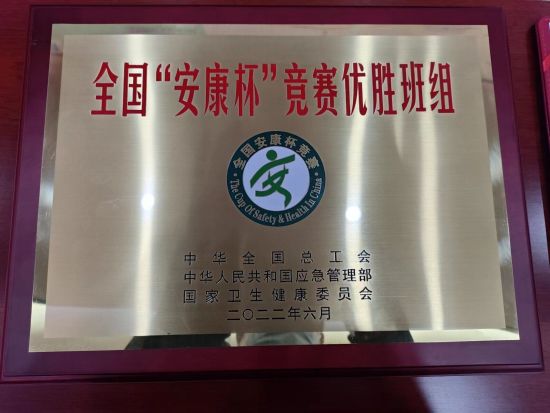 全国“安康杯”竞赛优胜班组
全国安康杯竞赛
安
The Cup Of Safety & Health In China
中华全国总工会
中华人民共和国应急管理部
国家卫生健康委员会
二〇二二年六月